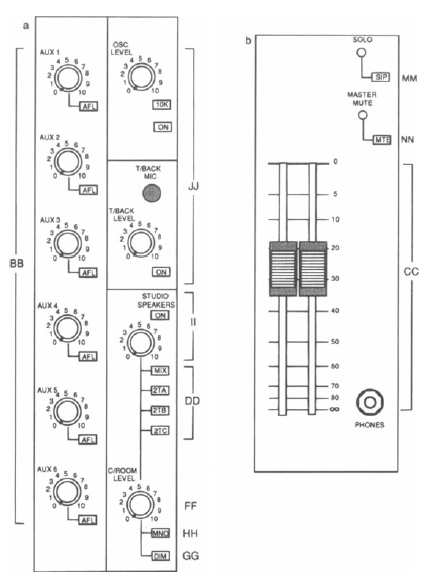 a
BB
AUX 1
0 1 2 3 4 5 6 7 8 9 10
AFL
AUX 2
0 1 2 3 4 5 6 7 8 9 10
AFL
AUX 3
0 1 2 3 4 5 6 7 8 9 10
AFL
AUX 4
0 1 2 3 4 5 6 7 8 9 10
AFL
AUX 5
0 1 2 3 4 5 6 7 8 9 10
AFL
AUX 6
0 1 2 3 4 5 6 7 8 9 10
AFL
OSC
LEVEL
0 1 2 3 4 5 6 7 8 9 10
10K
ON
T/BACK
MIC
T/BACK
LEVEL
0 1 2 3 4 5 6 7 8 9 10
ON
JJ
STUDIO
SPEAKERS
ON
0 1 2 3 4 5 6 7 8 9 10
II
MIX
2TA
2TB
2TC
DD
C/ROOM
LEVEL
0 1 2 3 4 5 6 7 8 9 10
FF
MNO
HH
DIM
GG
b
SOLO
SIP
MM
MASTER
MUTE
MTB
NN
0
5
10
20
30
40
50
60
70
80
∞
CC
PHONES